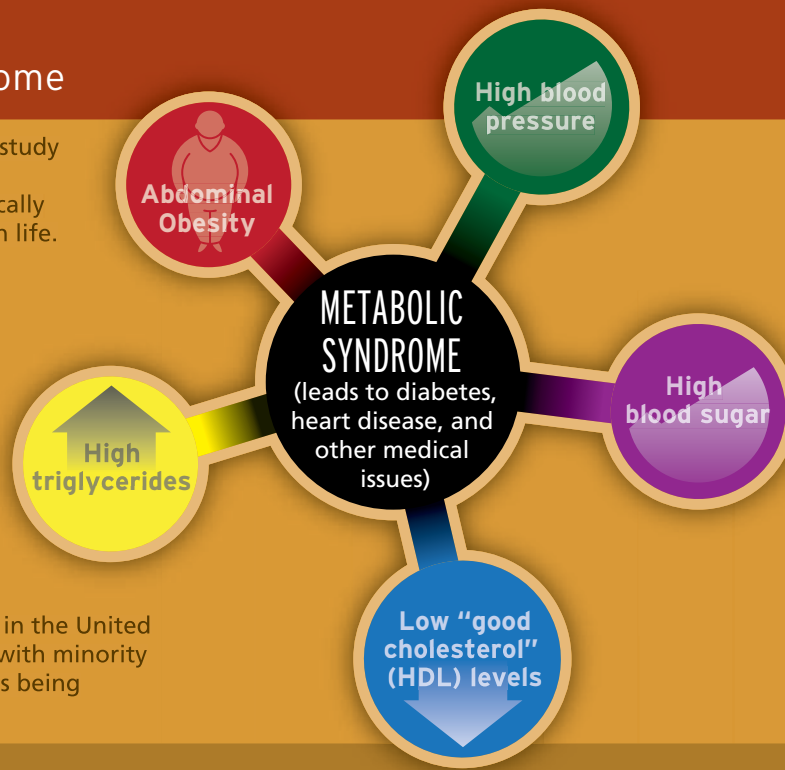 ome
study
cally
n life.
High blood
pressure
Abdominal
Obesity
METABOLIC
SYNDROME
(leads to diabetes,
heart disease, and
other medical
issues)
High
blood sugar
High
triglycerides
Low “good
cholesterol”
(HDL) levels
in the United
with minority
s being